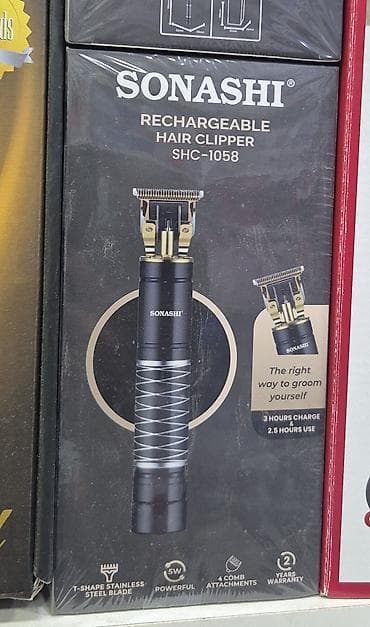 ds
SONASHI®
RECHARGEABLE
HAIR CLIPPER
SHC-1058
SONASHI
SONASHI
The right
way to groom
yourself
3 HOURS CHARGE
&
2.5 HOURS USE
T-SHAPE STAINLESS
STEEL BLADE
5W
POWERFUL
4 COMB
ATTACHMENTS
2
YEARS
WARRANTY